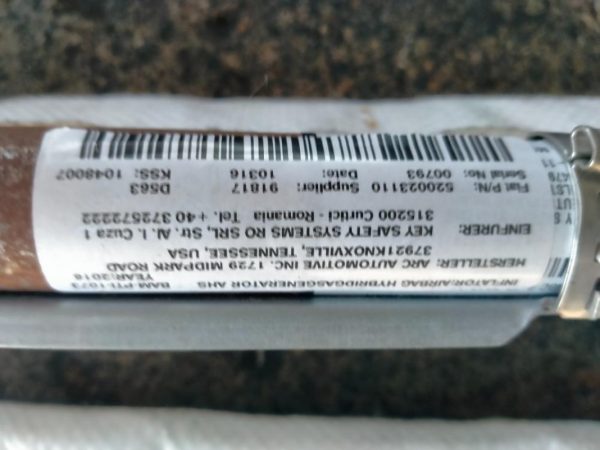 INFLATOR/AIRBAG HYBRIDGASGENERATOR AHS BAM-PTI-1073
HERSTELLER: ARC AUTOMOTIVE INC. 1729 MIDPARK ROAD YEAR:2016
37921KNOXVILLE, TENNESSEE, USA
EINFURER: KEY SAFETY SYSTEMS RO SRL, Str. Al. I. Cuza 1
315200 Curtici - Romania Tel. + 40 372572222
Fiat P/N: 520023110 Supplier: 91817 D563
Serial No: 00793 Date: 10316 KSS: 1048007